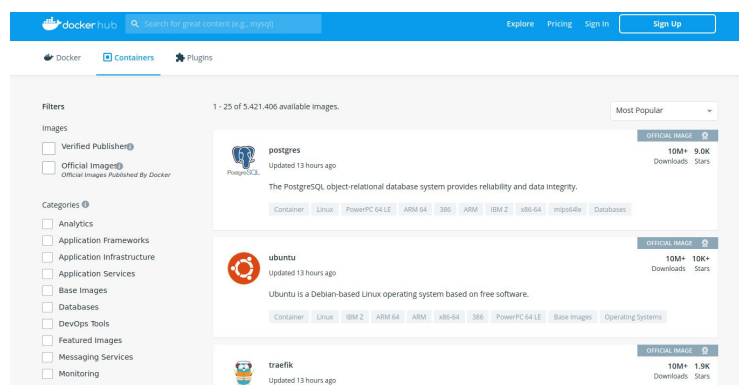 dockerhub Search for great content (e.g., mysql) Explore Pricing Sign In Sign Up
Docker Containers Plugins
Filters
Images
Verified Publisher
Official Images
Official Images Published By Docker
Categories
Analytics
Application Frameworks
Application Infrastructure
Application Services
Base Images
Databases
DevOps Tools
Featured Images
Messaging Services
Monitoring
1 - 25 of 5.421.406 available images.
Most Popular
OFFICIAL IMAGE
PostgreSQL
postgres
Updated 13 hours ago
10M+ 9.0K
Downloads Stars
The PostgreSQL object-relational database system provides reliability and data integrity.
Container Linux PowerPC 64 LE ARM 64 386 ARM IBM Z x86-64 mips64le Databases
OFFICIAL IMAGE
ubuntu
Updated 13 hours ago
10M+ 10K+
Downloads Stars
Ubuntu is a Debian-based Linux operating system based on free software.
Container Linux IBM Z ARM 64 ARM x86-64 386 PowerPC 64 LE Base Images Operating Systems
OFFICIAL IMAGE
traefik
Updated 13 hours ago
10M+ 1.9K
Downloads Stars